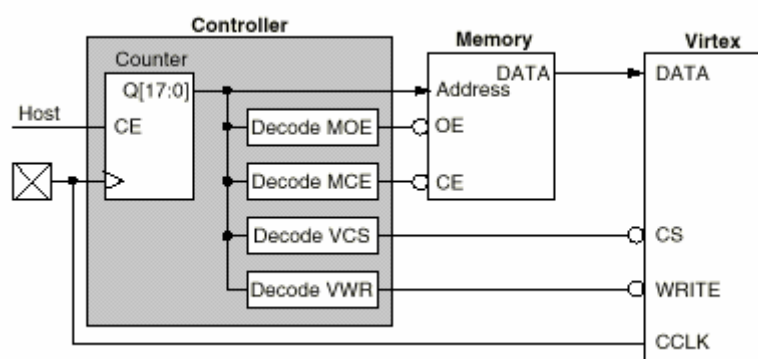 Controller
Memory
Virtex
Counter
Q[17:0]
CE
Host
Decode MOE
Decode MCE
Decode VCS
Decode VWR
DATA
Address
OE
CE
DATA
CS
WRITE
CCLK